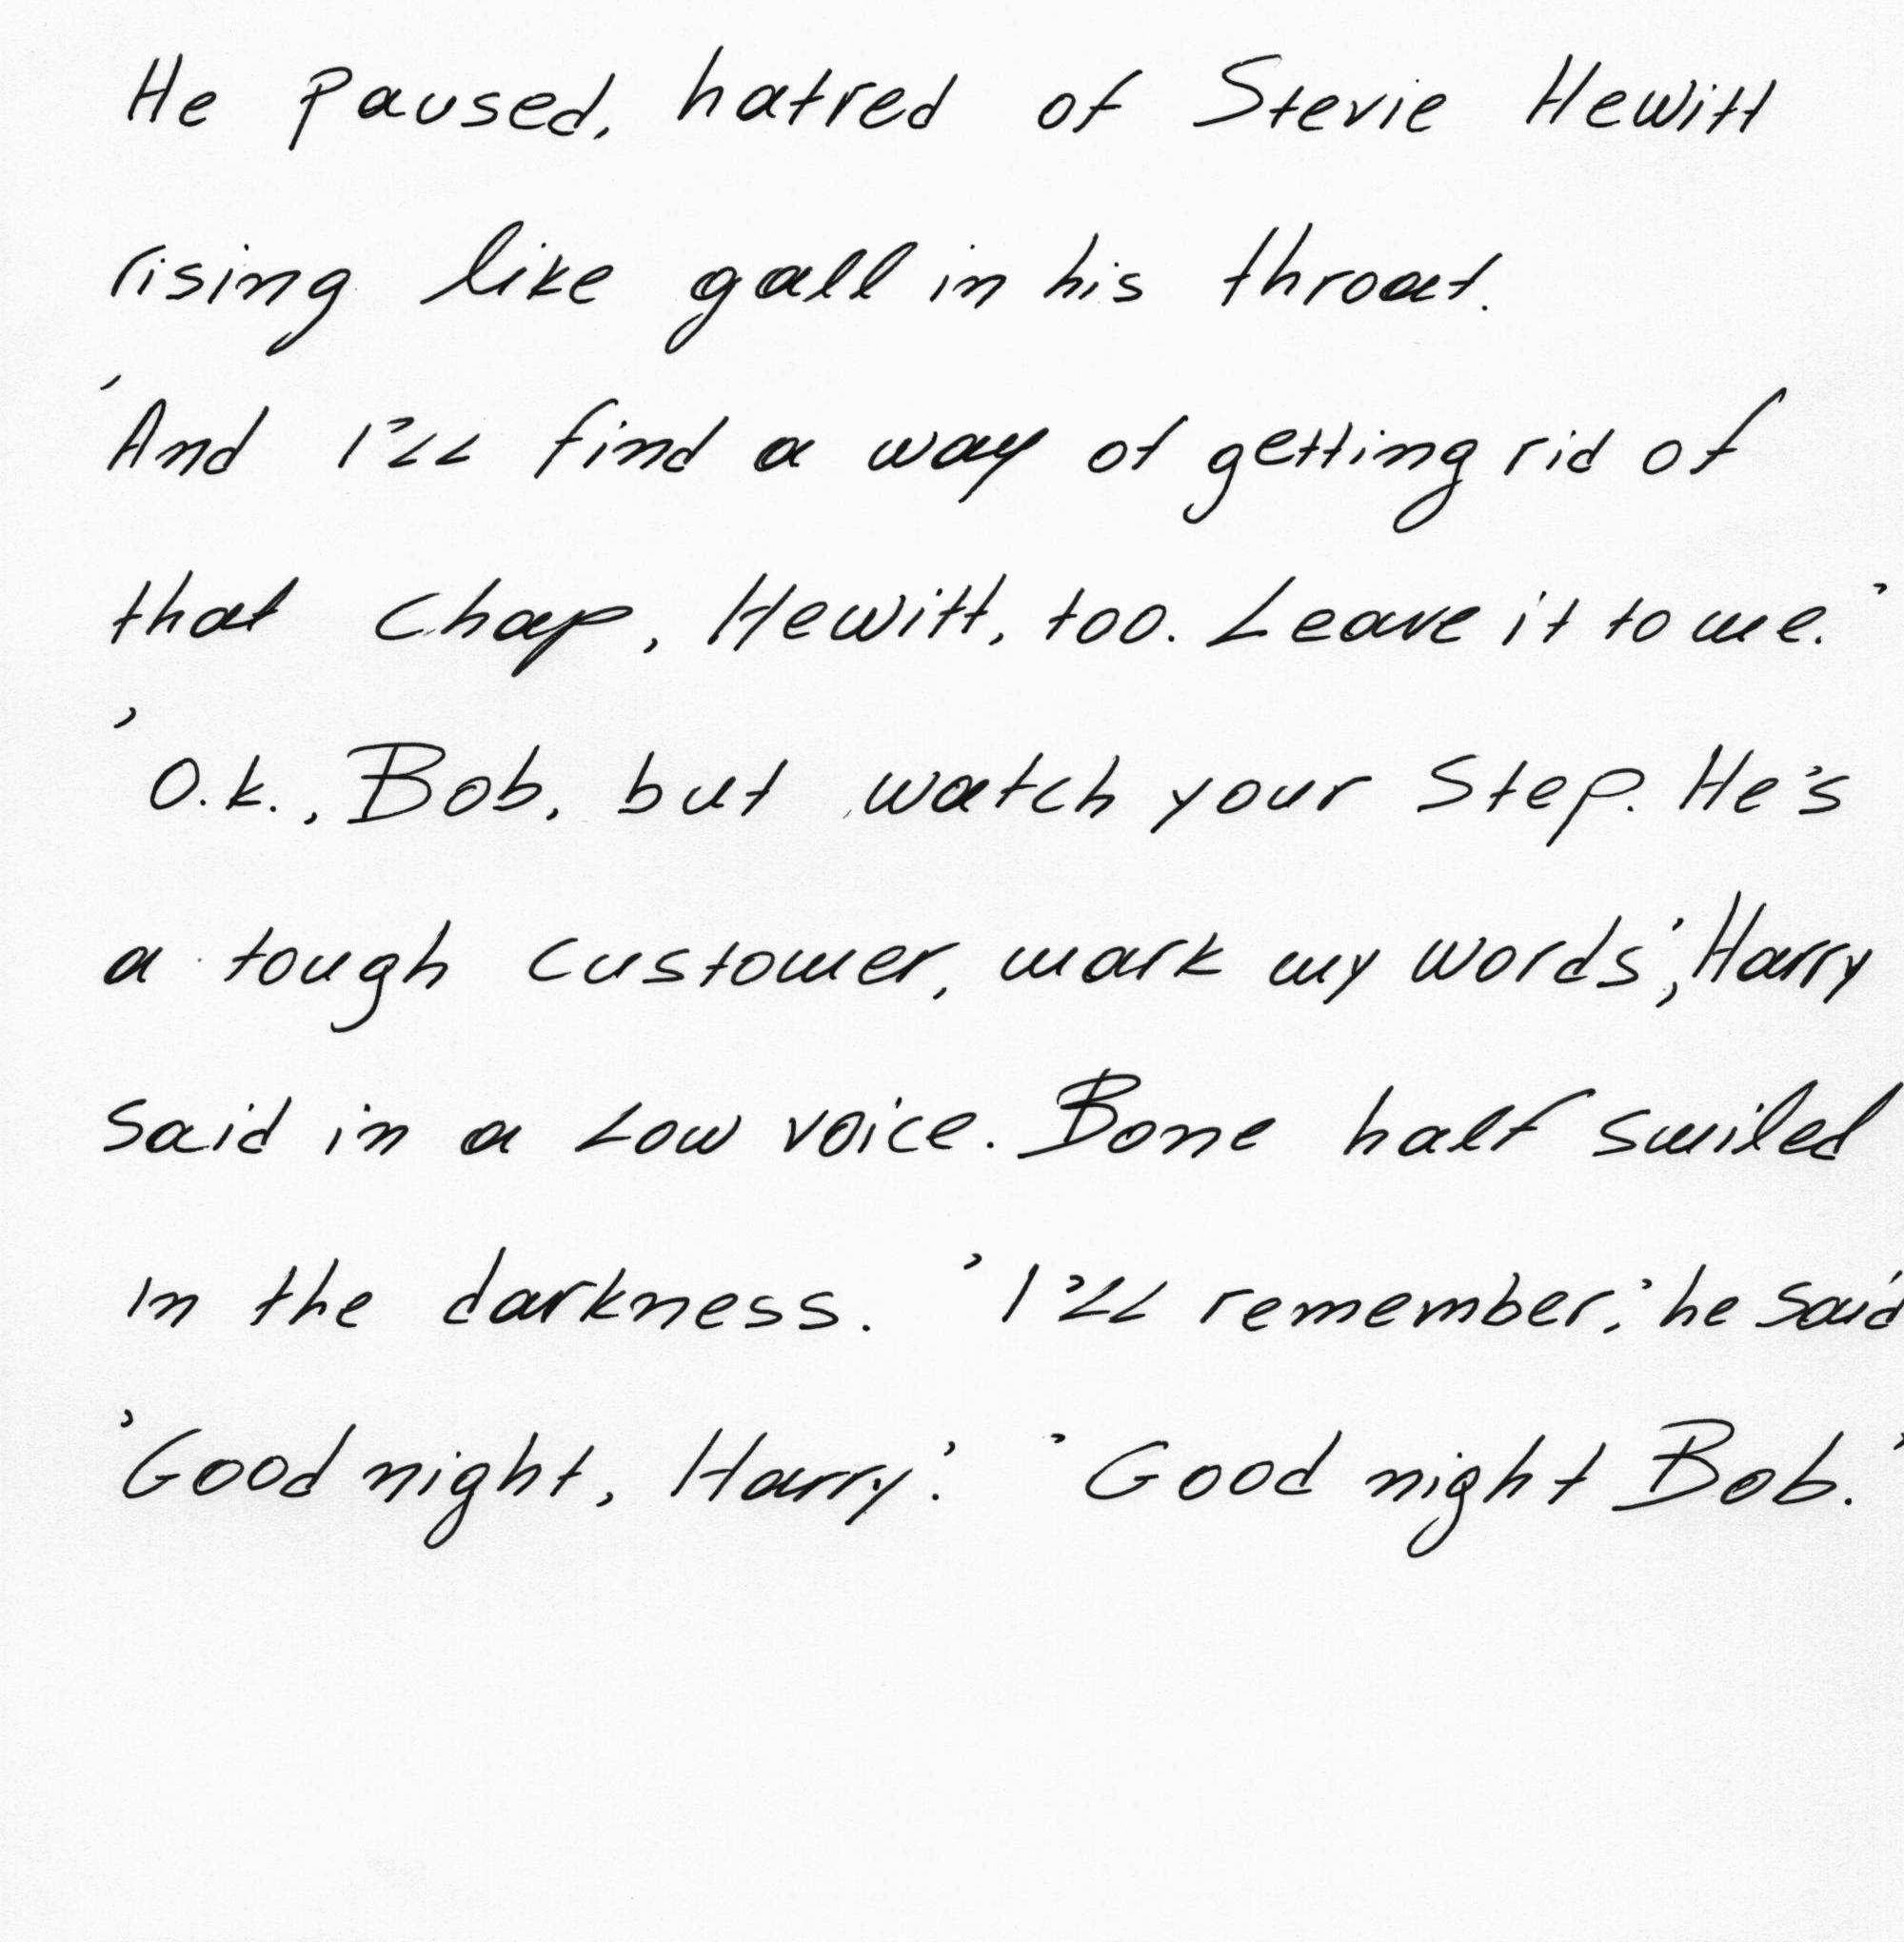 He paused, hatred of Stevie Hewitt
rising like gall in his throat.
'And I'll find a way of getting rid of
that chap, Hewitt, too. Leave it to me.'
'O.k., Bob, but watch your step. He's
a tough customer, mark my words', Harry
said in a low voice. Bone half smiled
in the darkness. 'I'll remember,' he said
'Good night, Harry.' 'Good night Bob.'